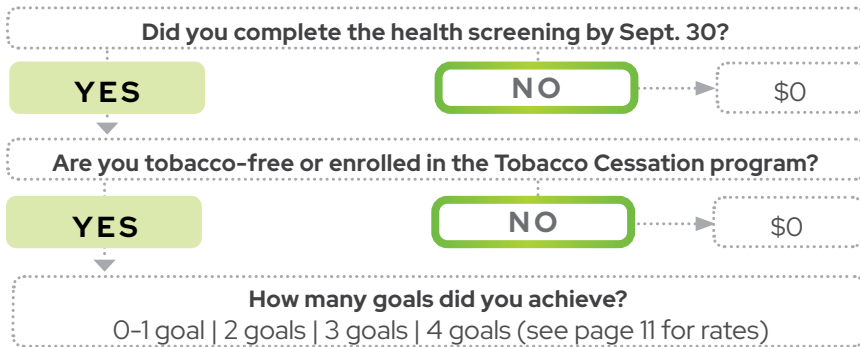 Did you complete the health screening by Sept. 30?
YES
NO
$0
Are you tobacco-free or enrolled in the Tobacco Cessation program?
YES
NO
$0
How many goals did you achieve?
0-1 goal | 2 goals | 3 goals | 4 goals (see page 11 for rates)